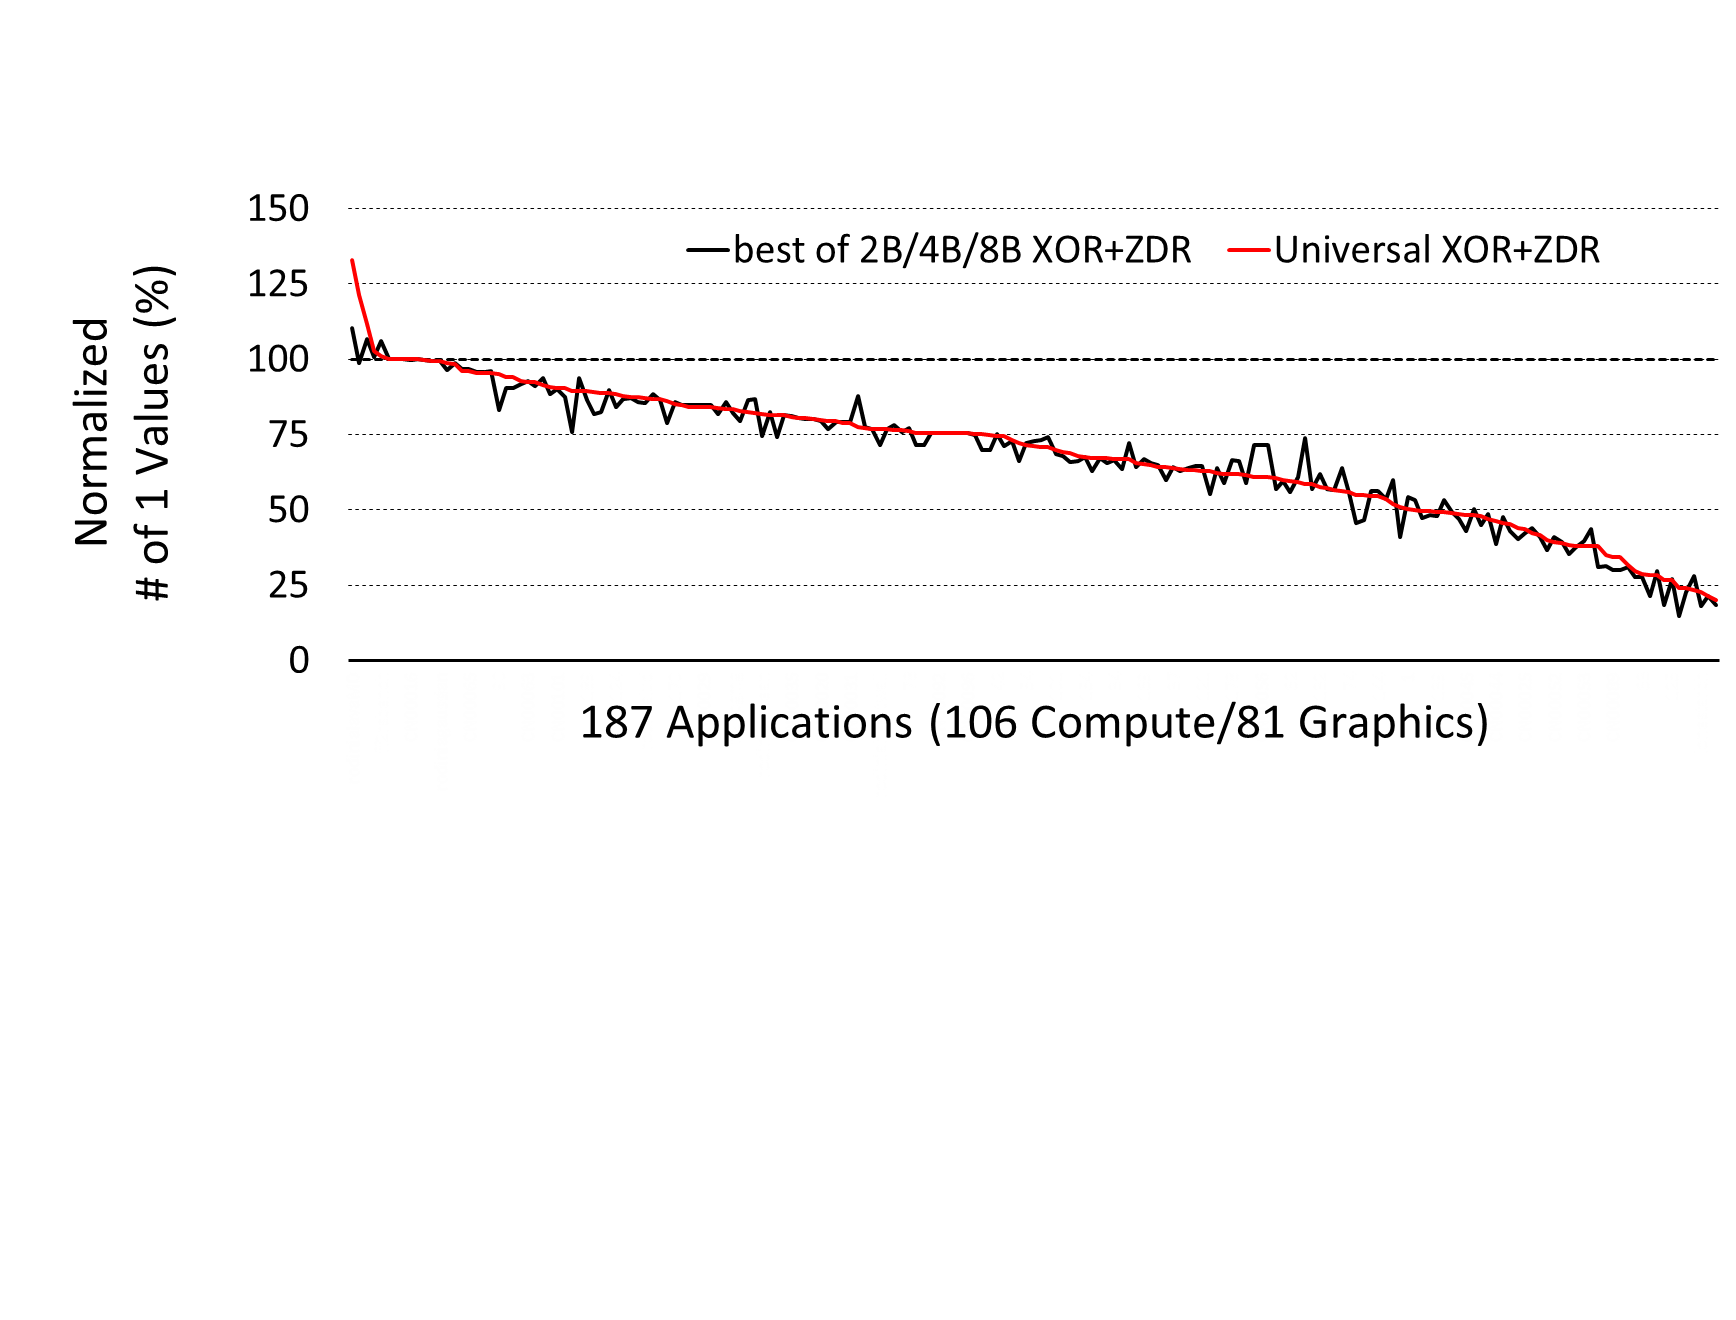 150
best of 2B/4B/8B XOR+ZDR
Universal XOR+ZDR
125
100
75
50
25
0
Normalized
# of 1 Values (%)
187 Applications (106 Compute/81 Graphics)